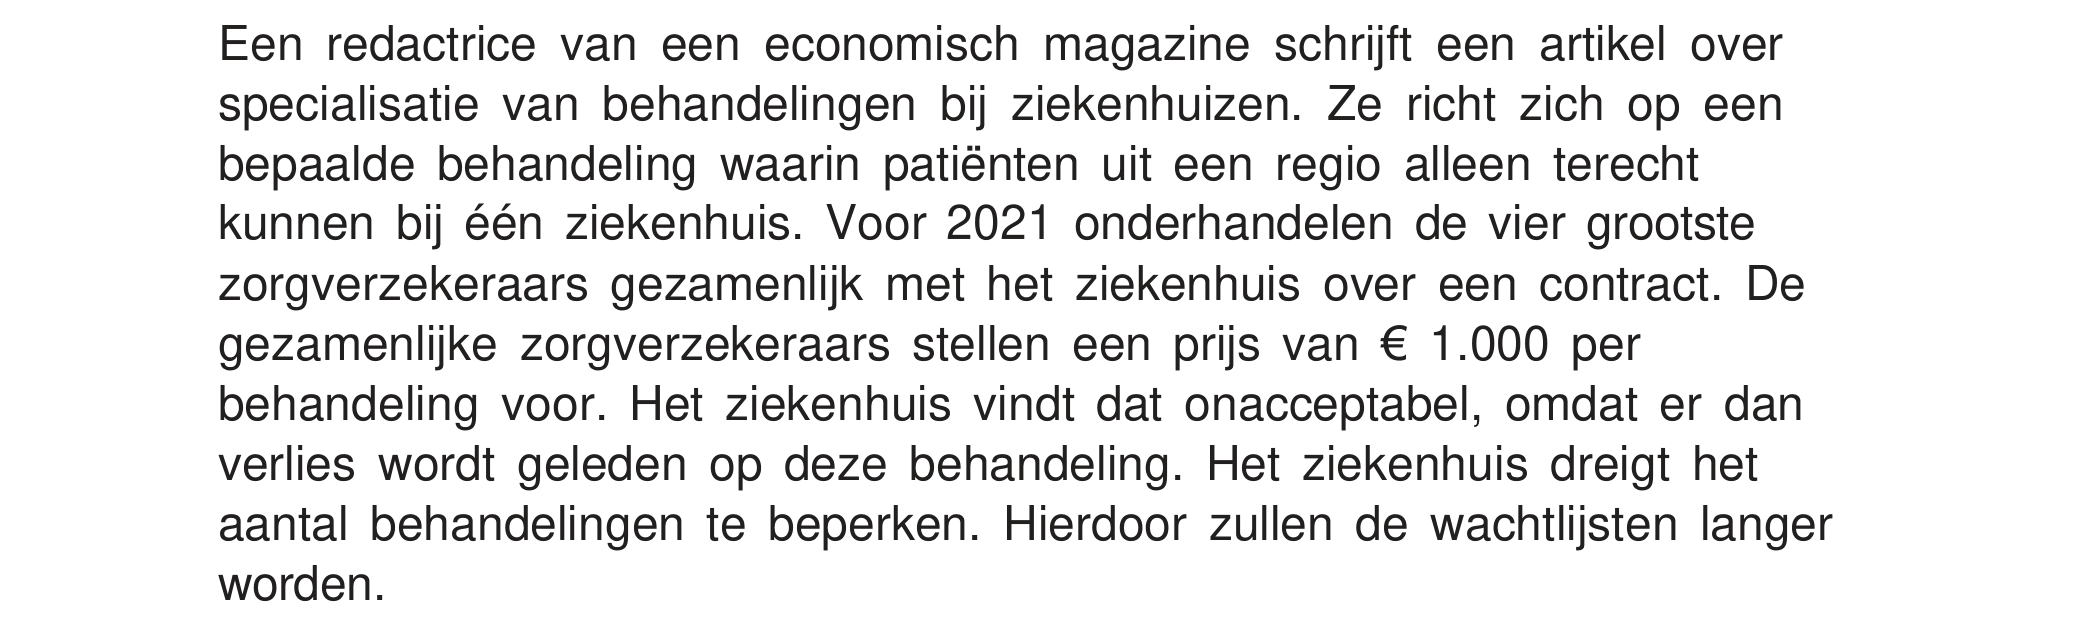 Een redactrice van een economisch magazine schrijft een artikel over
specialisatie van behandelingen bij ziekenhuizen. Ze richt zich op een
bepaalde behandeling waarin patiënten uit een regio alleen terecht
kunnen bij één ziekenhuis. Voor 2021 onderhandelen de vier grootste
zorgverzekeraars gezamenlijk met het ziekenhuis over een contract. De
gezamenlijke zorgverzekeraars stellen een prijs van € 1.000 per
behandeling voor. Het ziekenhuis vindt dat onacceptabel, omdat er dan
verlies wordt geleden op deze behandeling. Het ziekenhuis dreigt het
aantal behandelingen te beperken. Hierdoor zullen de wachtlijsten langer
worden.